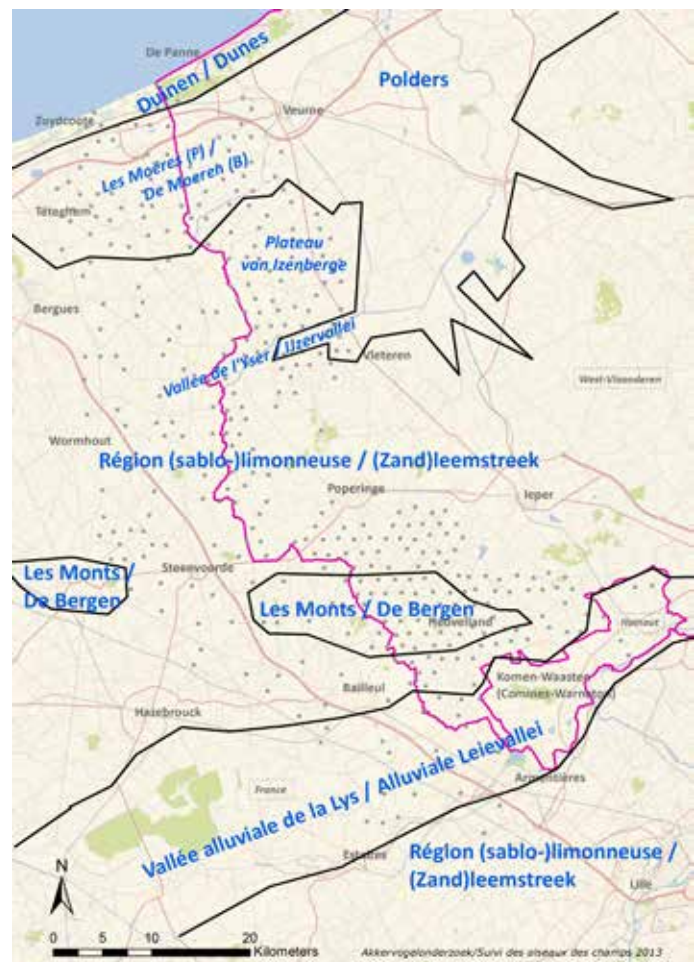 De Panne
Duinen / Dunes
Polders
Zuydcoote
Veurne
Les Moëres (F) /
De Moeren (B)
Téteghem
Plateau
van Izenberge
Bergues
Vallée de l'Yser / IJzervallei
Vleteren
West-Vlaanderen
Wormhout
Région (sablo-)limonneuse / (Zand)leemstreek
Poperinge
Ieper
Steenvoorde
Les Monts /
De Bergen
Les Monts / De Bergen
Heuvelland
Hainaut
Komen-Waasten
(Comines-Warneton)
Bailleul
Hazebrouck
Vallée alluviale de la Lys / Alluviale Leievallei
France
Armentières
Estaires
Région (sablo-)limonneuse /
(Zand)leemstreek
Lille
N
0 5 10 20
Kilometers
Akkervogelonderzoek/Suivi des oiseaux des champs 2013